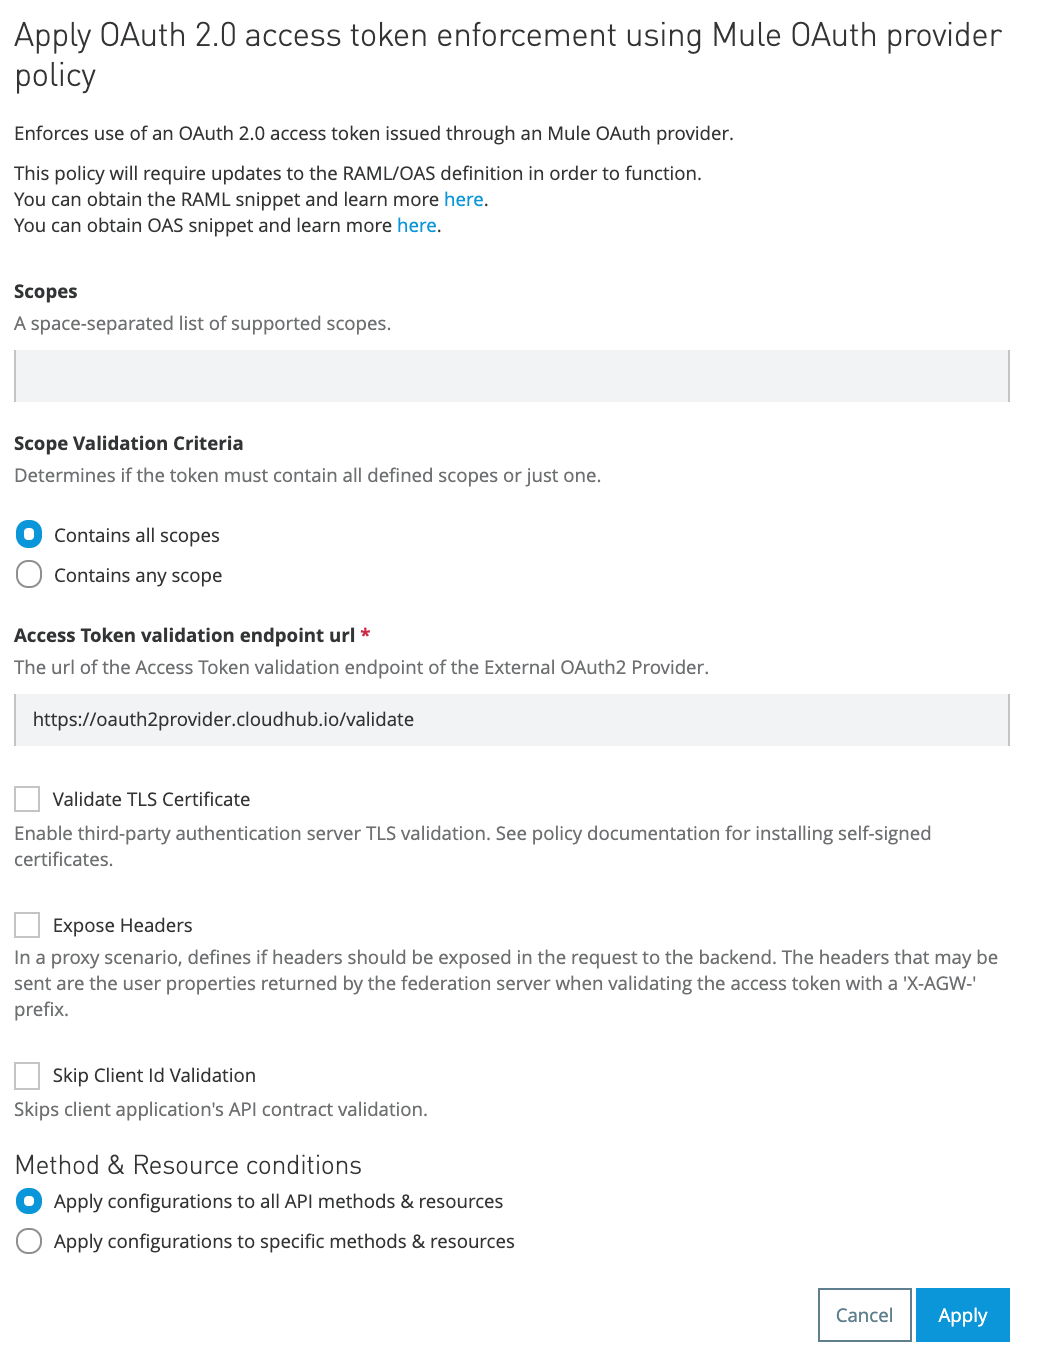 Apply OAuth 2.0 access token enforcement using Mule OAuth provider
policy
Enforces use of an OAuth 2.0 access token issued through an Mule OAuth provider.
This policy will require updates to the RAML/OAS definition in order to function.
You can obtain the RAML snippet and learn more here.
You can obtain OAS snippet and learn more here.
Scopes
A space-separated list of supported scopes.
Scope Validation Criteria
Determines if the token must contain all defined scopes or just one.
Contains all scopes
Contains any scope
Access Token validation endpoint url *
The url of the Access Token validation endpoint of the External OAuth2 Provider.
https://oauth2provider.cloudhub.io/validate
Validate TLS Certificate
Enable third-party authentication server TLS validation. See policy documentation for installing self-signed
certificates.
Expose Headers
In a proxy scenario, defines if headers should be exposed in the request to the backend. The headers that may be
sent are the user properties returned by the federation server when validating the access token with a 'X-AGW-'
prefix.
Skip Client Id Validation
Skips client application's API contract validation.
Method & Resource conditions
Apply configurations to all API methods & resources
Apply configurations to specific methods & resources
Cancel Apply